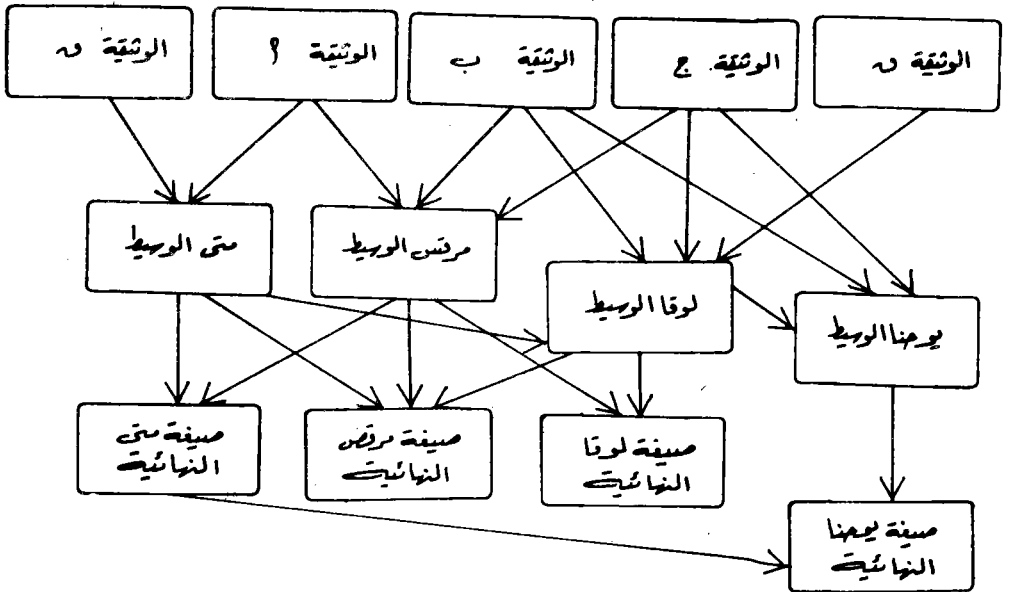 الوثيقة ق
الوثيقة ج
الوثيقة ب
الوثيقة أ
الوثيقة ق
متى الوسيط
مرقس الوسيط
لوقا الوسيط
يوحنا الوسيط
صيغة لوقا
النهائية
صيغة مرقص
النهائية
صيغة متى
النهائية
صيغة يوحنا
النهائية